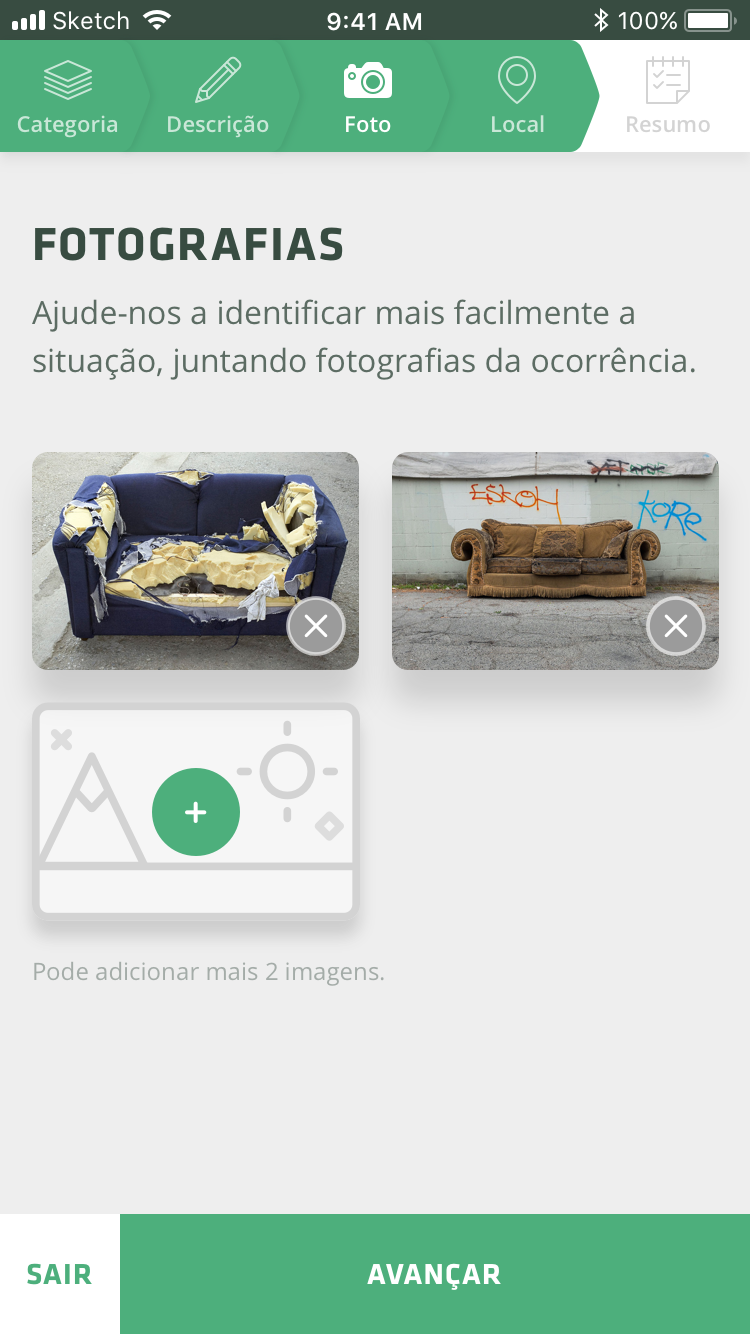 Sketch 9:41 AM 100%
Categoria Descrição Foto Local Resumo
FOTOGRAFIAS
Ajude-nos a identificar mais facilmente a
situação, juntando fotografias da ocorrência.
ESKOH
KORE
Pode adicionar mais 2 imagens.
SAIR AVANÇAR